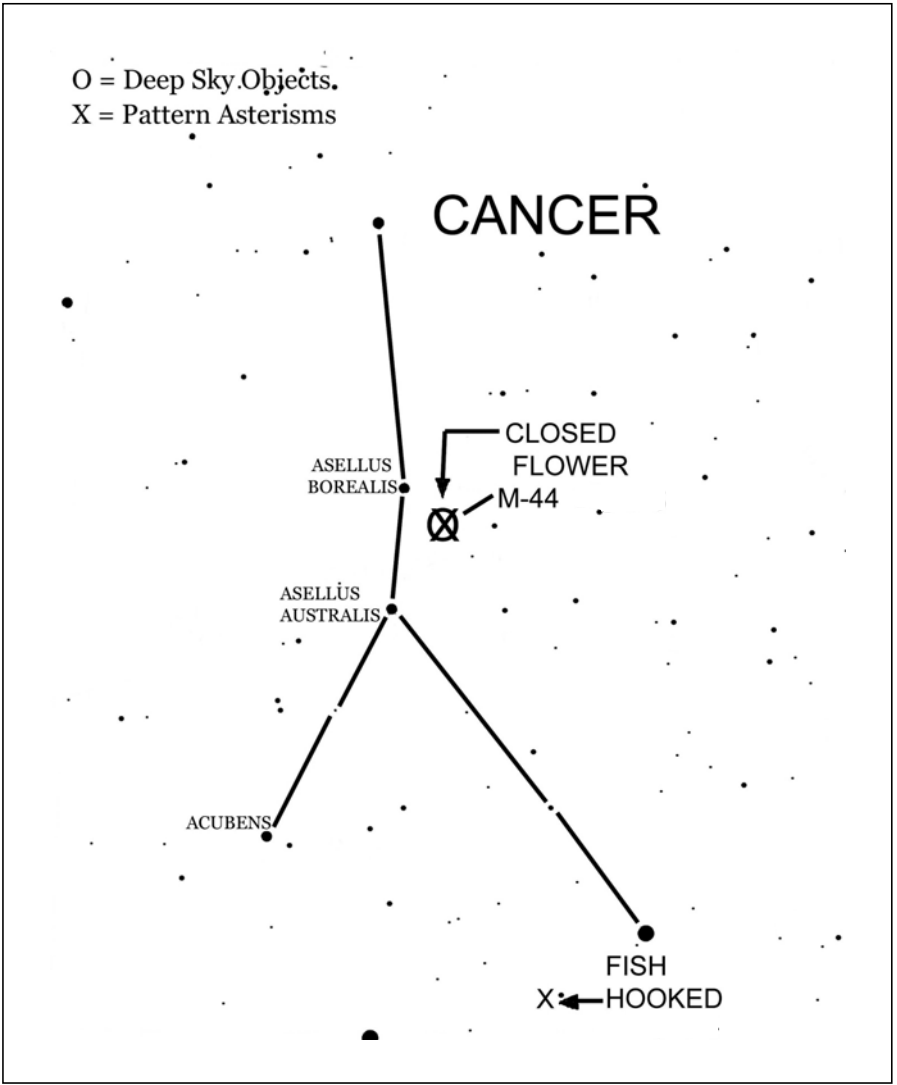 O = Deep Sky Objects.
X = Pattern Asterisms
CANCER
CLOSED
FLOWER
M-44
ASELLUS
BOREALIS
X
ASELLUS
AUSTRALIS
ACUBENS
FISH
X HOOKED